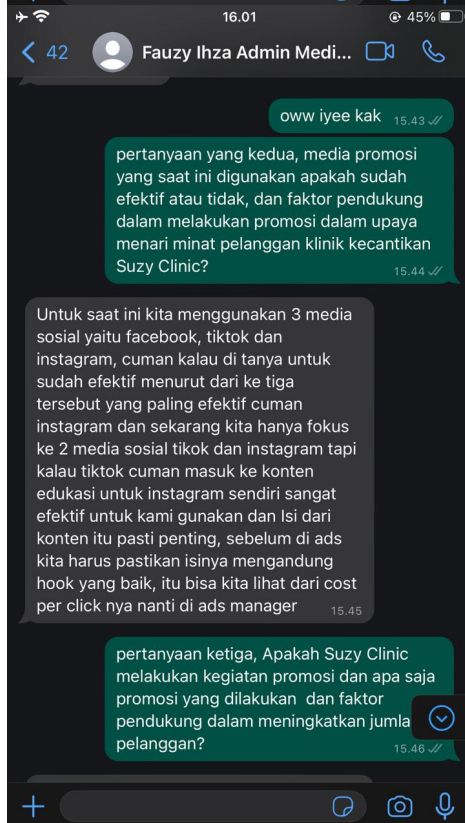 16.01
45%
42
Fauzy Ihza Admin Medi...
oww iyee kak
15.43
pertanyaan yang kedua, media promosi
yang saat ini digunakan apakah sudah
efektif atau tidak, dan faktor pendukung
dalam melakukan promosi dalam upaya
menari minat pelanggan klinik kecantikan
Suzy Clinic?
15.44
Untuk saat ini kita menggunakan 3 media
sosial yaitu facebook, tiktok dan
instagram, cuman kalau di tanya untuk
sudah efektif menurut dari ke tiga
tersebut yang paling efektif cuman
instagram dan sekarang kita hanya fokus
ke 2 media sosial tikok dan instagram tapi
kalau tiktok cuman masuk ke konten
edukasi untuk instagram sendiri sangat
efektif untuk kami gunakan dan Isi dari
konten itu pasti penting, sebelum di ads
kita harus pastikan isinya mengandung
hook yang baik, itu bisa kita lihat dari cost
per click nya nanti di ads manager
15.45
pertanyaan ketiga, Apakah Suzy Clinic
melakukan kegiatan promosi dan apa saja
promosi yang dilakukan dan faktor
pendukung dalam meningkatkan jumla
pelanggan?
15.46